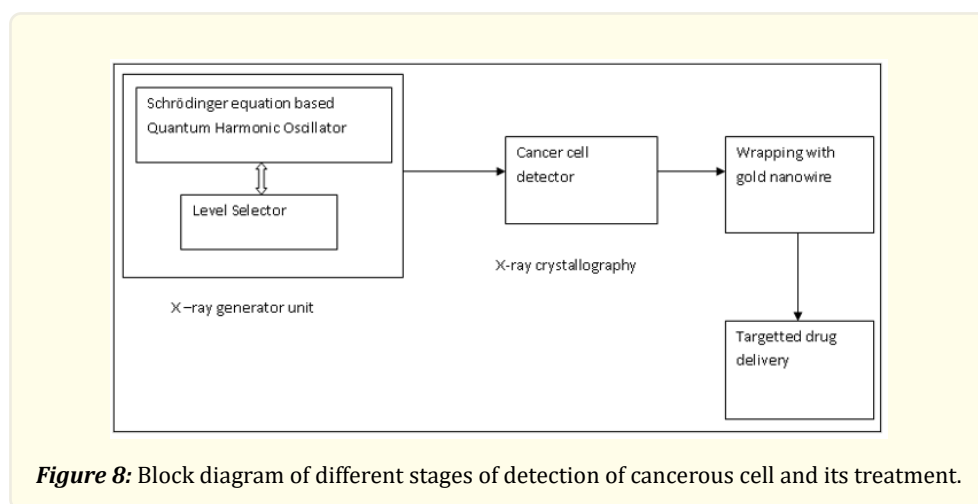 Schrödinger equation based
Quantum Harmonic Oscillator
Level Selector
X–ray generator unit
Cancer cell
detector
X-ray crystallography
Wrapping with
gold nanowire
Targetted drug
delivery
Figure 8: Block diagram of different stages of detection of cancerous cell and its treatment.